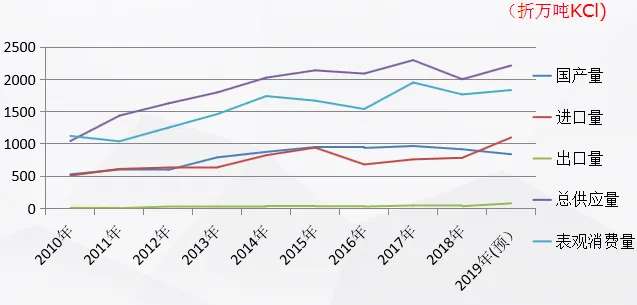 （折万吨KCl)
2500
2000
1500
1000
500
0
2010年
2011年
2012年
2013年
2014年
2015年
2016年
2017年
2018年
2019年(预)
国产量
进口量
出口量
总供应量
表观消费量